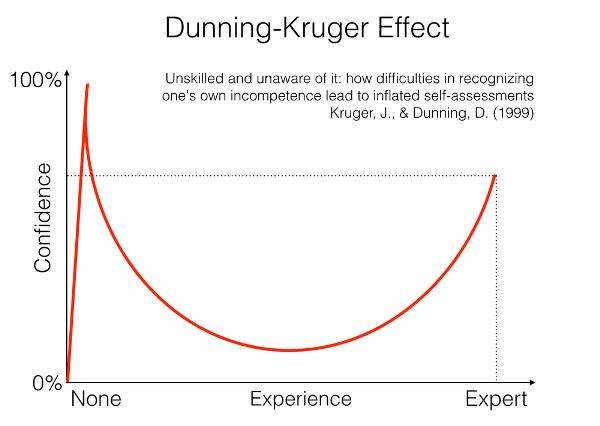 Dunning-Kruger Effect
100%
Unskilled and unaware of it: how difficulties in recognizing
one's own incompetence lead to inflated self-assessments
Kruger, J., & Dunning, D. (1999)
Confidence
0%
None
Experience
Expert